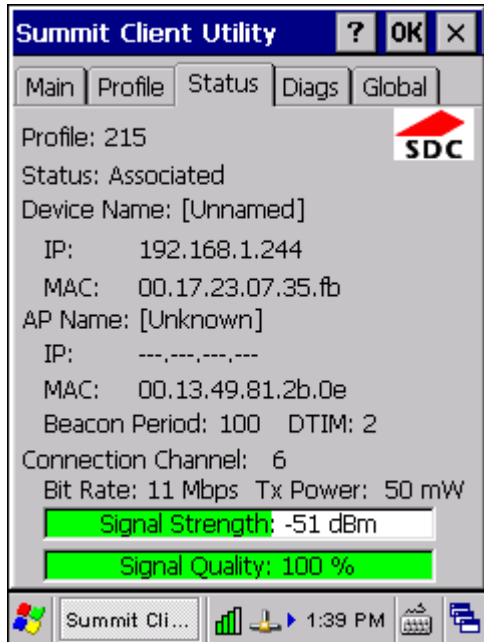 Summit Client Utility ? OK ×
Main Profile Status Diags Global
Profile: 215
SDC
Status: Associated
Device Name: [Unnamed]
IP: 192.168.1.244
MAC: 00.17.23.07.35.fb
AP Name: [Unknown]
IP: ---.---.---.---
MAC: 00.13.49.81.2b.0e
Beacon Period: 100 DTIM: 2
Connection Channel: 6
Bit Rate: 11 Mbps Tx Power: 50 mW
Signal Strength: -51 dBm
Signal Quality: 100 %
Summit Cli... 1:39 PM